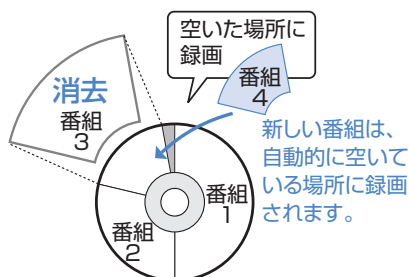 空いた場所に
録画
消去
番組
3
番組
4
新しい番組は、
自動的に空いて
いる場所に録画
されます。
番組
1
番組
2